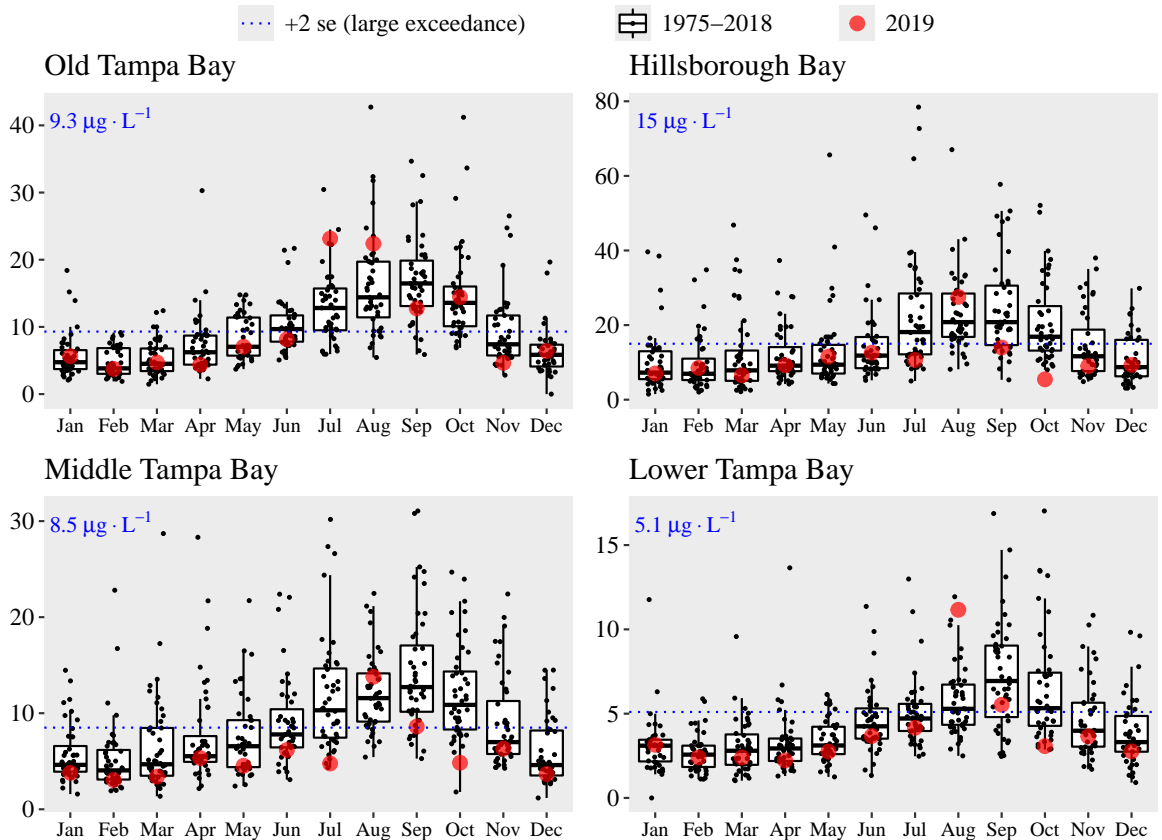 +2 se (large exceedance) 1975–2018 2019
Old Tampa Bay
9.3 μg · L⁻¹
40
30
20
10
0
Jan Feb Mar Apr May Jun Jul Aug Sep Oct Nov Dec
Hillsborough Bay
15 μg · L⁻¹
80
60
40
20
0
Jan Feb Mar Apr May Jun Jul Aug Sep Oct Nov Dec
Middle Tampa Bay
8.5 μg · L⁻¹
30
20
10
0
Jan Feb Mar Apr May Jun Jul Aug Sep Oct Nov Dec
Lower Tampa Bay
5.1 μg · L⁻¹
15
10
5
0
Jan Feb Mar Apr May Jun Jul Aug Sep Oct Nov Dec